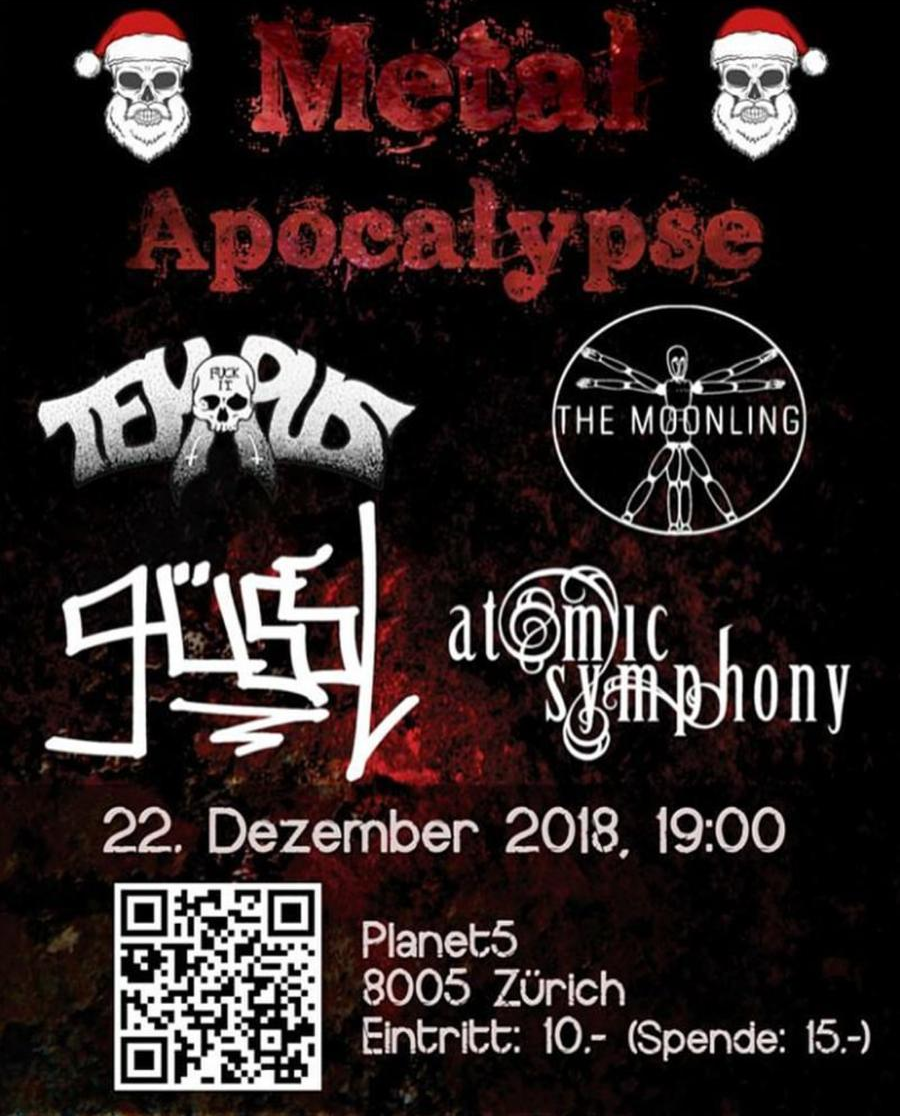 Metal
Apocalypse
FUCK
IT
THE MOONLING
güsel
atomic
symphony
22. Dezember 2018, 19:00
Planet5
8005 Zürich
Eintritt: 10.- (Spende: 15.-)